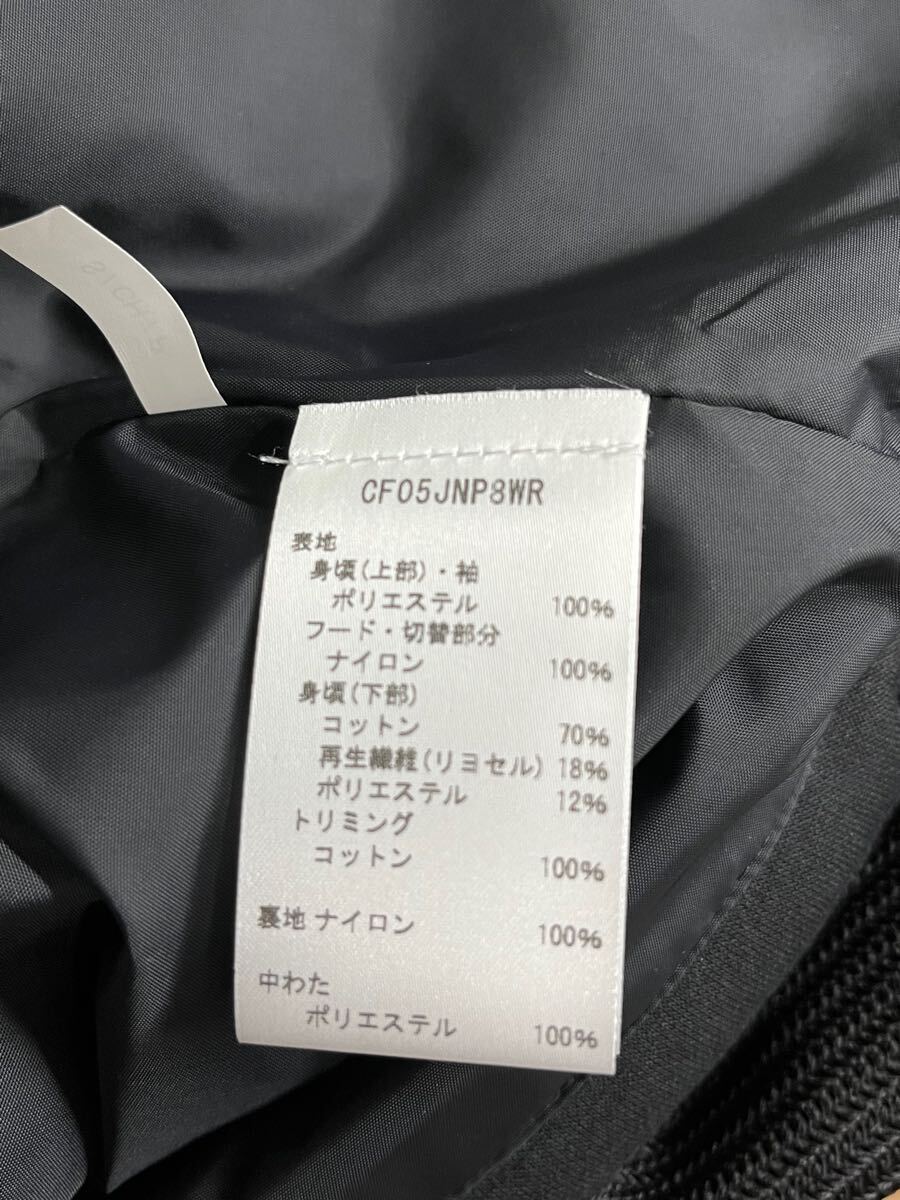 CF05JNP8WR
表地
身頃(上部)・袖
ポリエステル 100%
フード・切替部分
ナイロン 100%
身頃(下部)
コットン 70%
再生繊維(リヨセル) 18%
ポリエステル 12%
トリミング
コットン 100%
裏地 ナイロン 100%
中わた
ポリエステル 100%